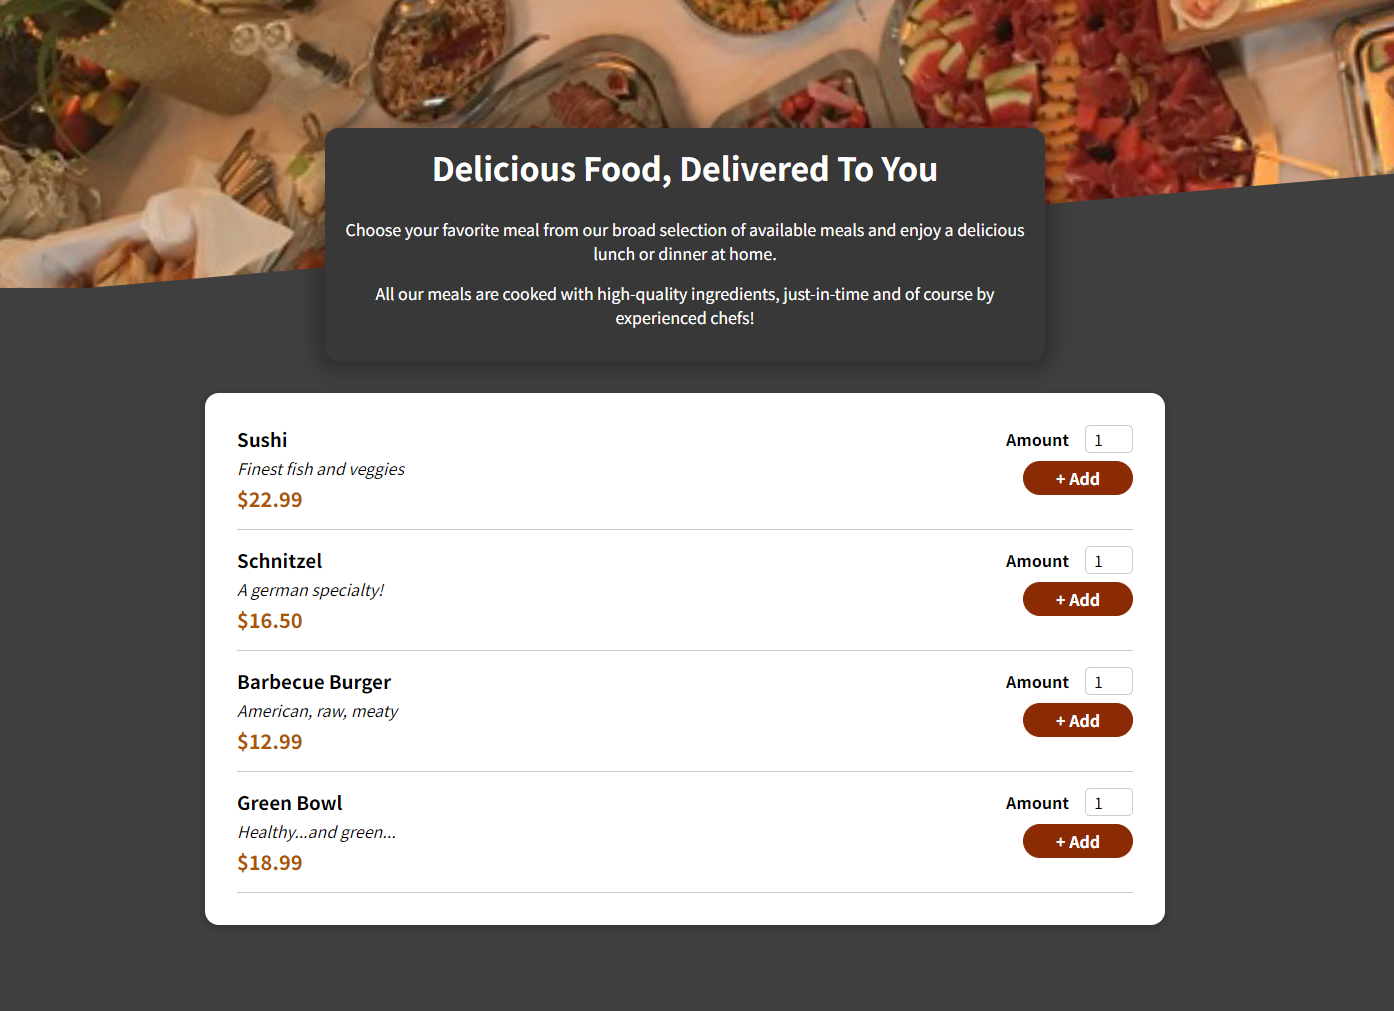 Delicious Food, Delivered To You
Choose your favorite meal from our broad selection of available meals and enjoy a delicious
lunch or dinner at home.
All our meals are cooked with high-quality ingredients, just-in-time and of course by
experienced chefs!
Sushi
Finest fish and veggies
$22.99
Amount 1
+ Add
Schnitzel
A german specialty!
$16.50
Amount 1
+ Add
Barbecue Burger
American, raw, meaty
$12.99
Amount 1
+ Add
Green Bowl
Healthy...and green...
$18.99
Amount 1
+ Add